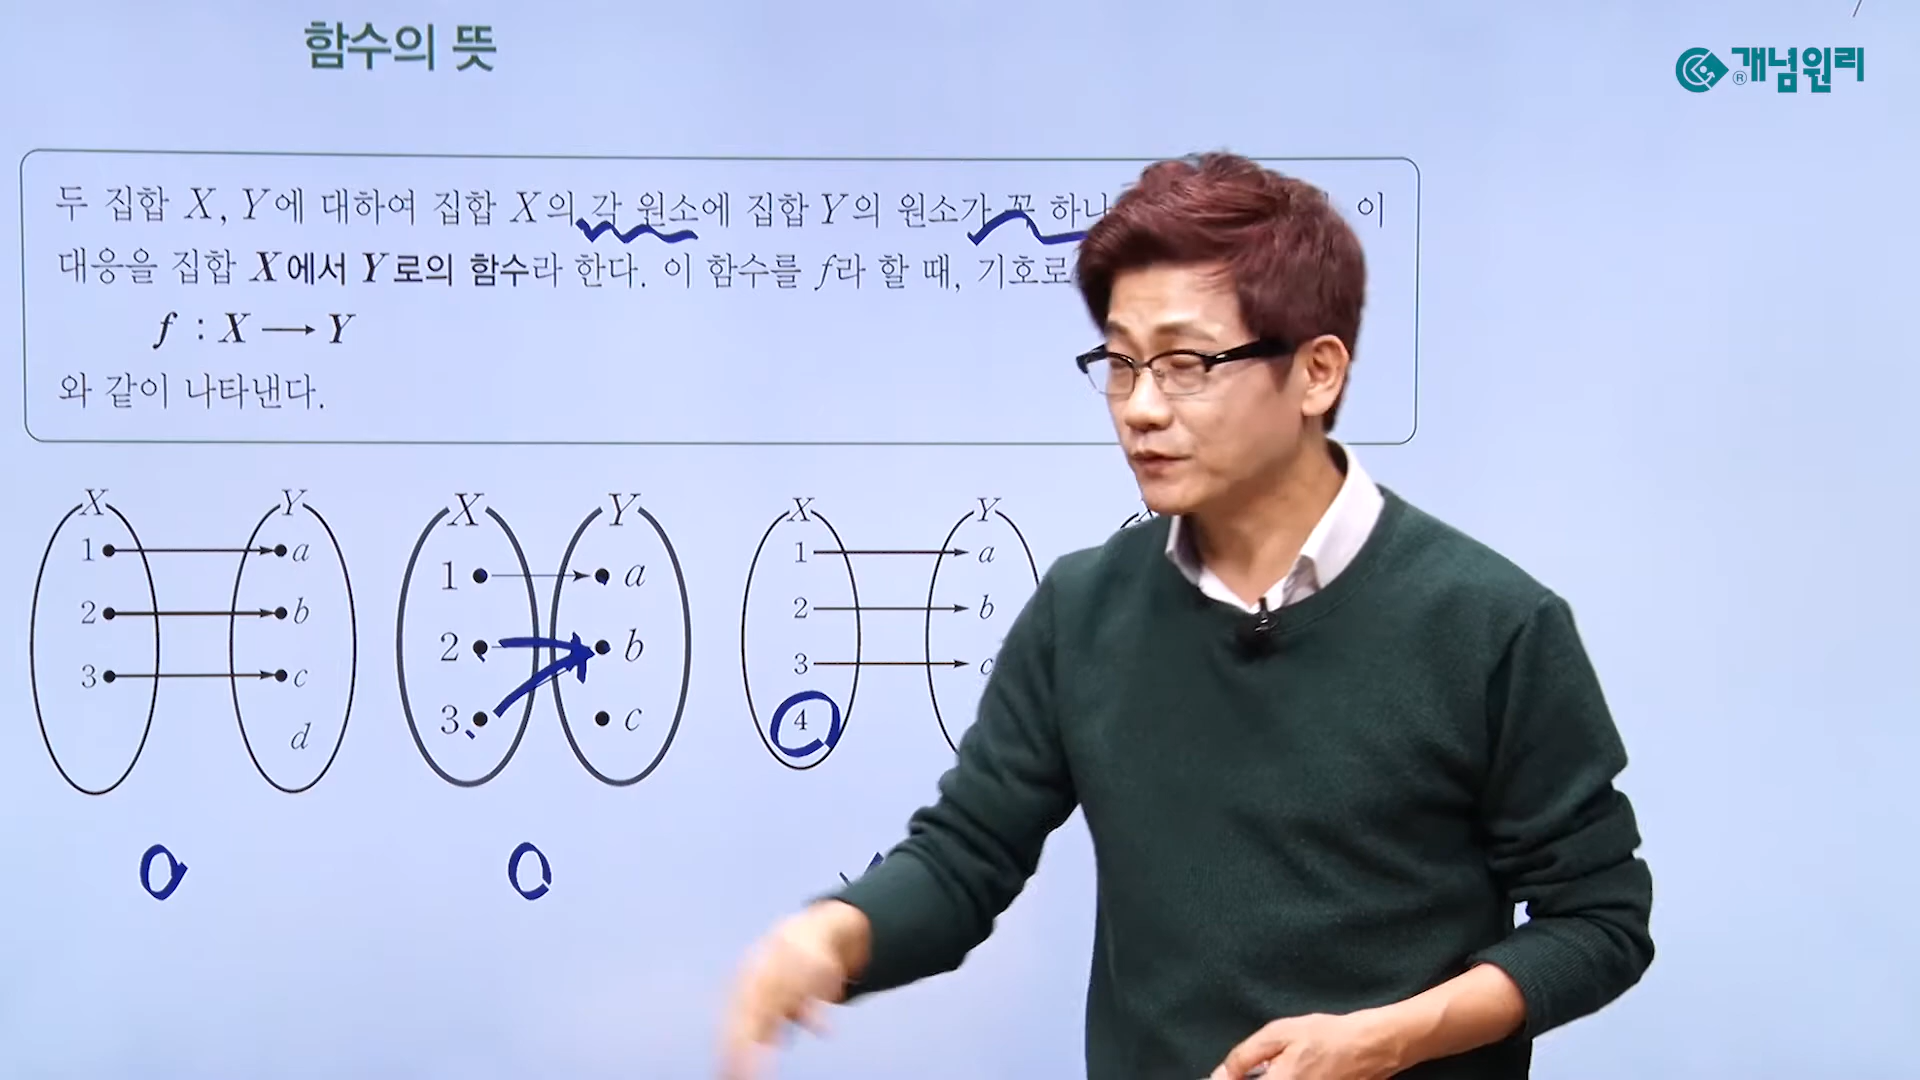 함수의 뜻
개념원리
두 집합 X, Y에 대하여 집합 X의 각 원소에 집합 Y의 원소가 꼭 하나 이
대응을 집합 X에서 Y로의 함수라 한다. 이 함수를 f라 할 때, 기호로
f : X → Y
와 같이 나타낸다.
X Y
1 a
2 b
3 c
d
X Y
1 a
2 b
3 c
X Y
1 a
2 b
3 c
4
O O